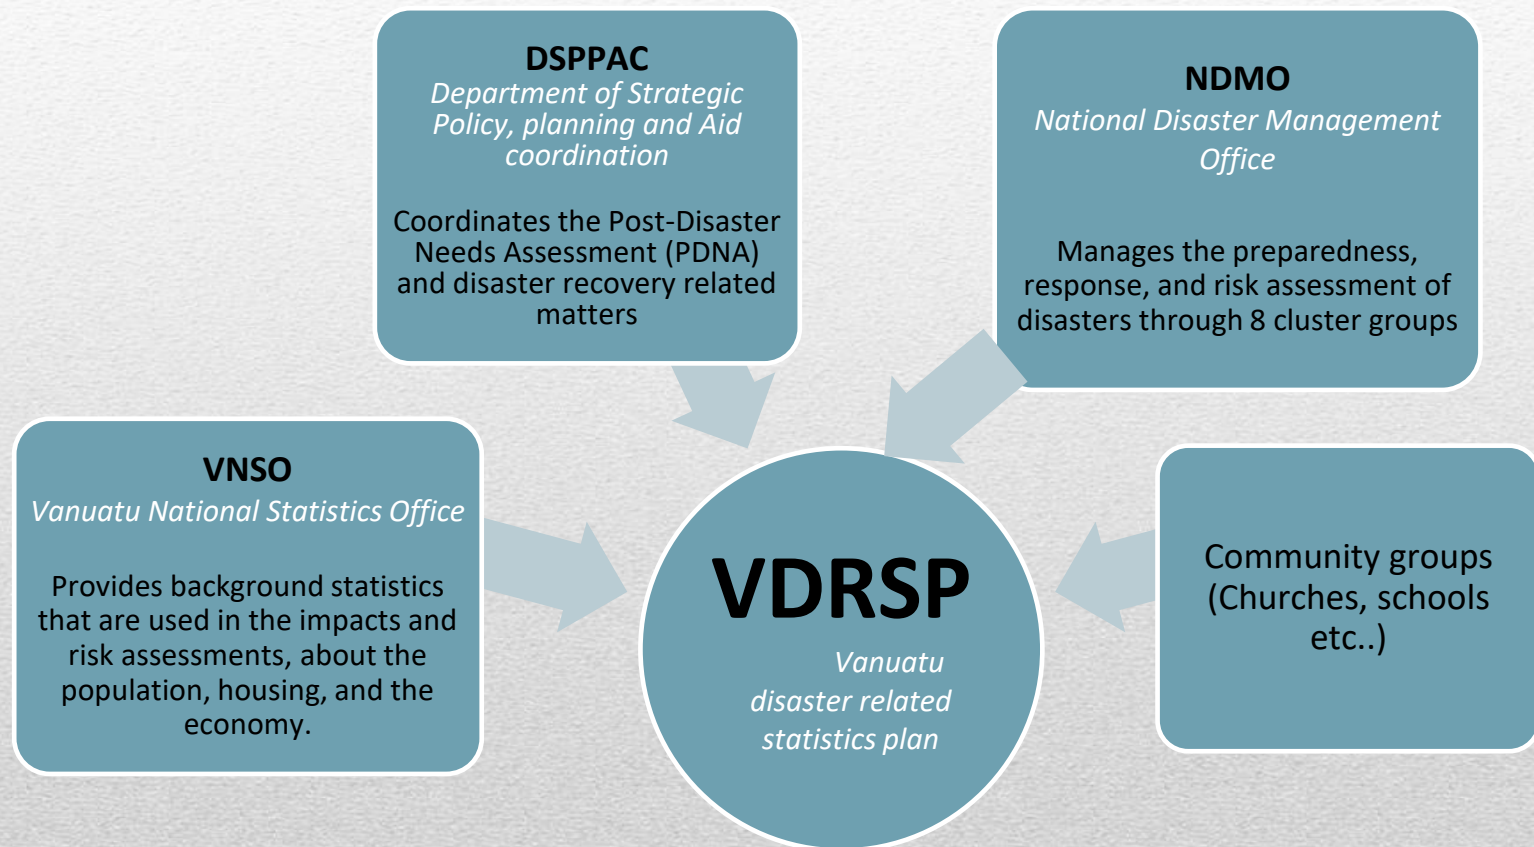 DSPPAC
Department of Strategic
Policy, planning and Aid
coordination
Coordinates the Post-Disaster
Needs Assessment (PDNA)
and disaster recovery related
matters
NDMO
National Disaster Management
Office
Manages the preparedness,
response, and risk assessment of
disasters through 8 cluster groups
VNSO
Vanuatu National Statistics Office
Provides background statistics
that are used in the impacts and
risk assessments, about the
population, housing, and the
economy.
VDRSP
Vanuatu
disaster related
statistics plan
Community groups
(Churches, schools
etc..)